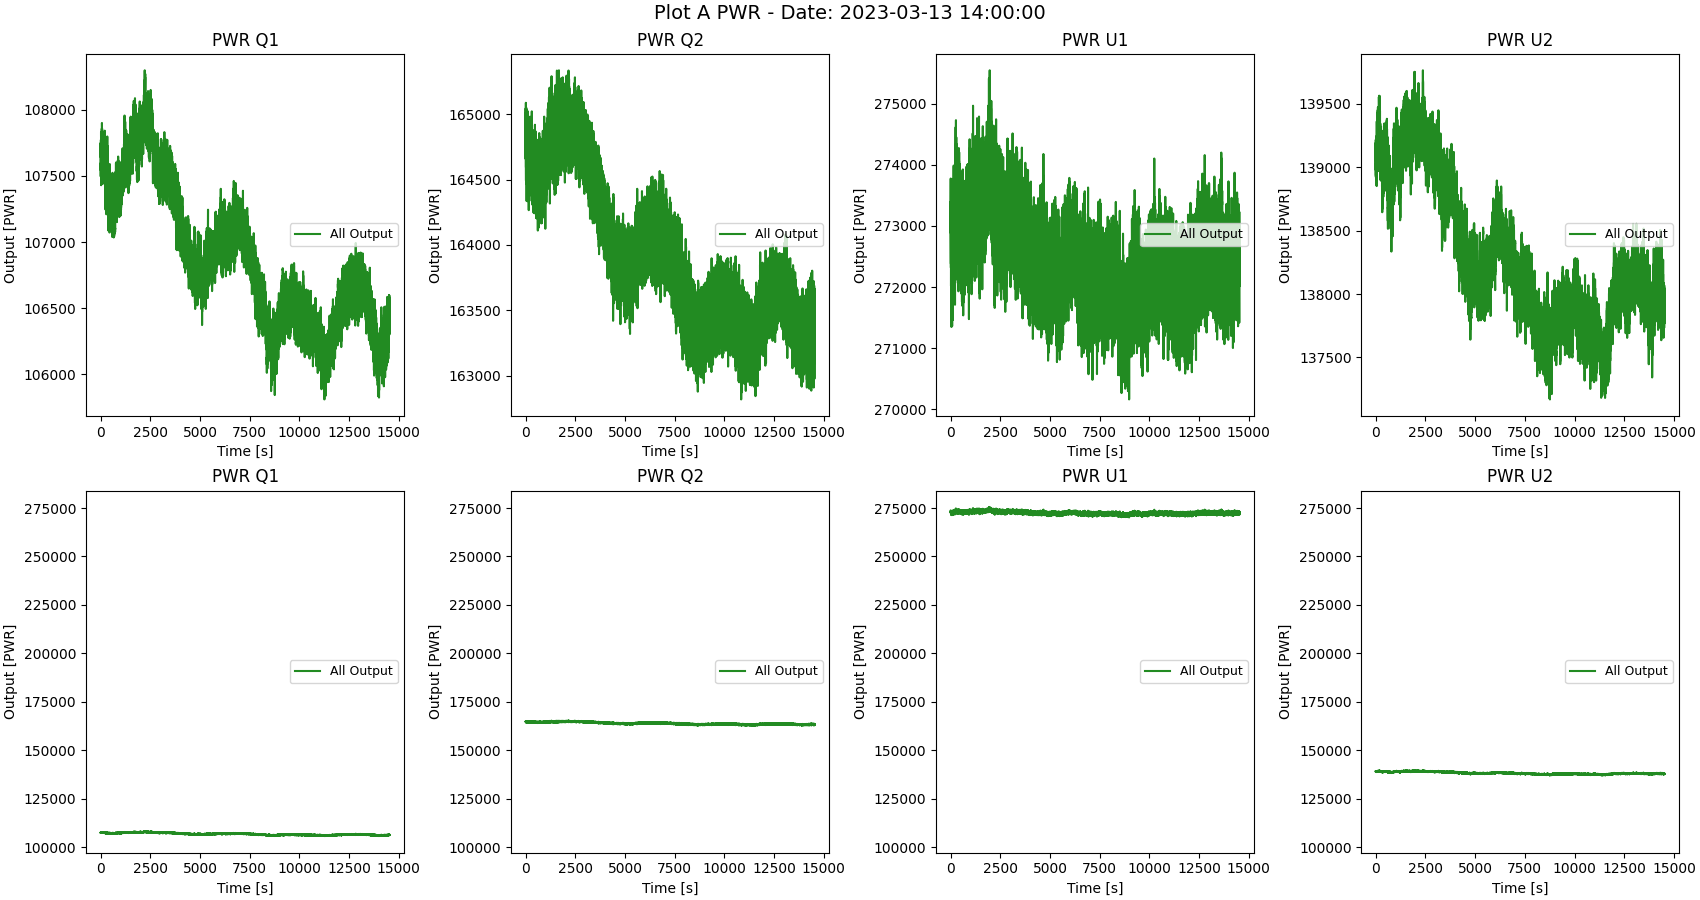 Plot A PWR - Date: 2023-03-13 14:00:00
PWR Q1
Output [PWR]
108000
107500
107000
106500
106000
All Output
0 2500 5000 7500 10000 12500 15000
Time [s]
PWR Q2
Output [PWR]
165000
164500
164000
163500
163000
All Output
0 2500 5000 7500 10000 12500 15000
Time [s]
PWR U1
Output [PWR]
275000
274000
273000
272000
271000
270000
All Output
0 2500 5000 7500 10000 12500 15000
Time [s]
PWR U2
Output [PWR]
139500
139000
138500
138000
137500
All Output
0 2500 5000 7500 10000 12500 15000
Time [s]
PWR Q1
Output [PWR]
275000
250000
225000
200000
175000
150000
125000
100000
All Output
0 2500 5000 7500 10000 12500 15000
Time [s]
PWR Q2
Output [PWR]
275000
250000
225000
200000
175000
150000
125000
100000
All Output
0 2500 5000 7500 10000 12500 15000
Time [s]
PWR U1
Output [PWR]
275000
250000
225000
200000
175000
150000
125000
100000
All Output
0 2500 5000 7500 10000 12500 15000
Time [s]
PWR U2
Output [PWR]
275000
250000
225000
200000
175000
150000
125000
100000
All Output
0 2500 5000 7500 10000 12500 15000
Time [s]